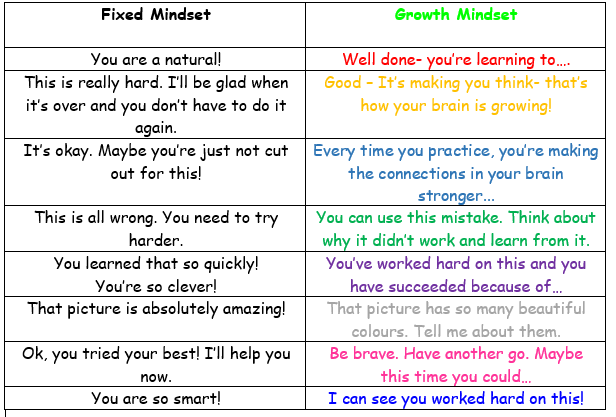 Fixed Mindset
Growth Mindset
You are a natural!
Well done- you're learning to….
This is really hard. I'll be glad when
it's over and you don't have to do it
again.
Good – It's making you think- that's
how your brain is growing!
It's okay. Maybe you're just not cut
out for this!
Every time you practice, you're making
the connections in your brain
stronger...
This is all wrong. You need to try
harder.
You can use this mistake. Think about
why it didn't work and learn from it.
You learned that so quickly!
You're so clever!
You've worked hard on this and you
have succeeded because of…
That picture is absolutely amazing!
That picture has so many beautiful
colours. Tell me about them.
Ok, you tried your best! I'll help you
now.
Be brave. Have another go. Maybe
this time you could…
You are so smart!
I can see you worked hard on this!